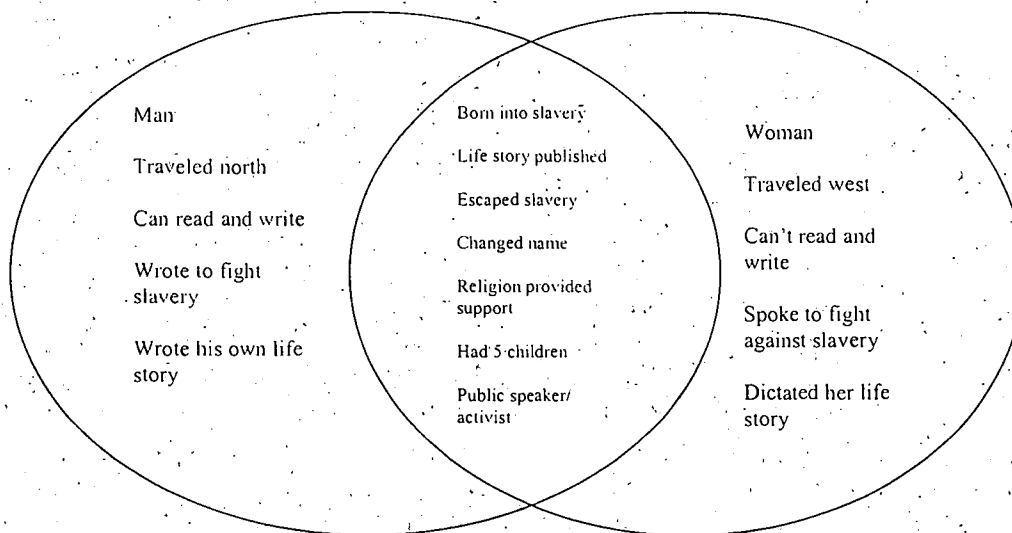 Man
Traveled north
Can read and write
Wrote to fight
slavery
Wrote his own life
story
Born into slavery
Life story published
Escaped slavery
Changed name
Religion provided
support
Had 5 children
Public speaker/
activist
Woman
Traveled west
Can't read and
write
Spoke to fight
against slavery
Dictated her life
story